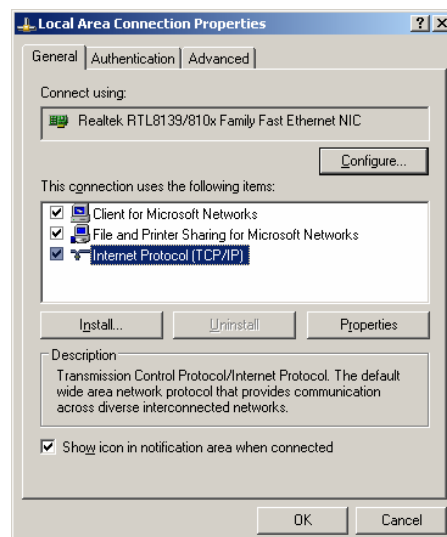 Local Area Connection Properties
General Authentication Advanced
Connect using:
Realtek RTL8139/810x Family Fast Ethernet NIC
Configure...
This connection uses the following items:
Client for Microsoft Networks
File and Printer Sharing for Microsoft Networks
Internet Protocol (TCP/IP)
Install... Uninstall Properties
Description
Transmission Control Protocol/Internet Protocol. The default
wide area network protocol that provides communication
across diverse interconnected networks.
Show icon in notification area when connected
OK Cancel